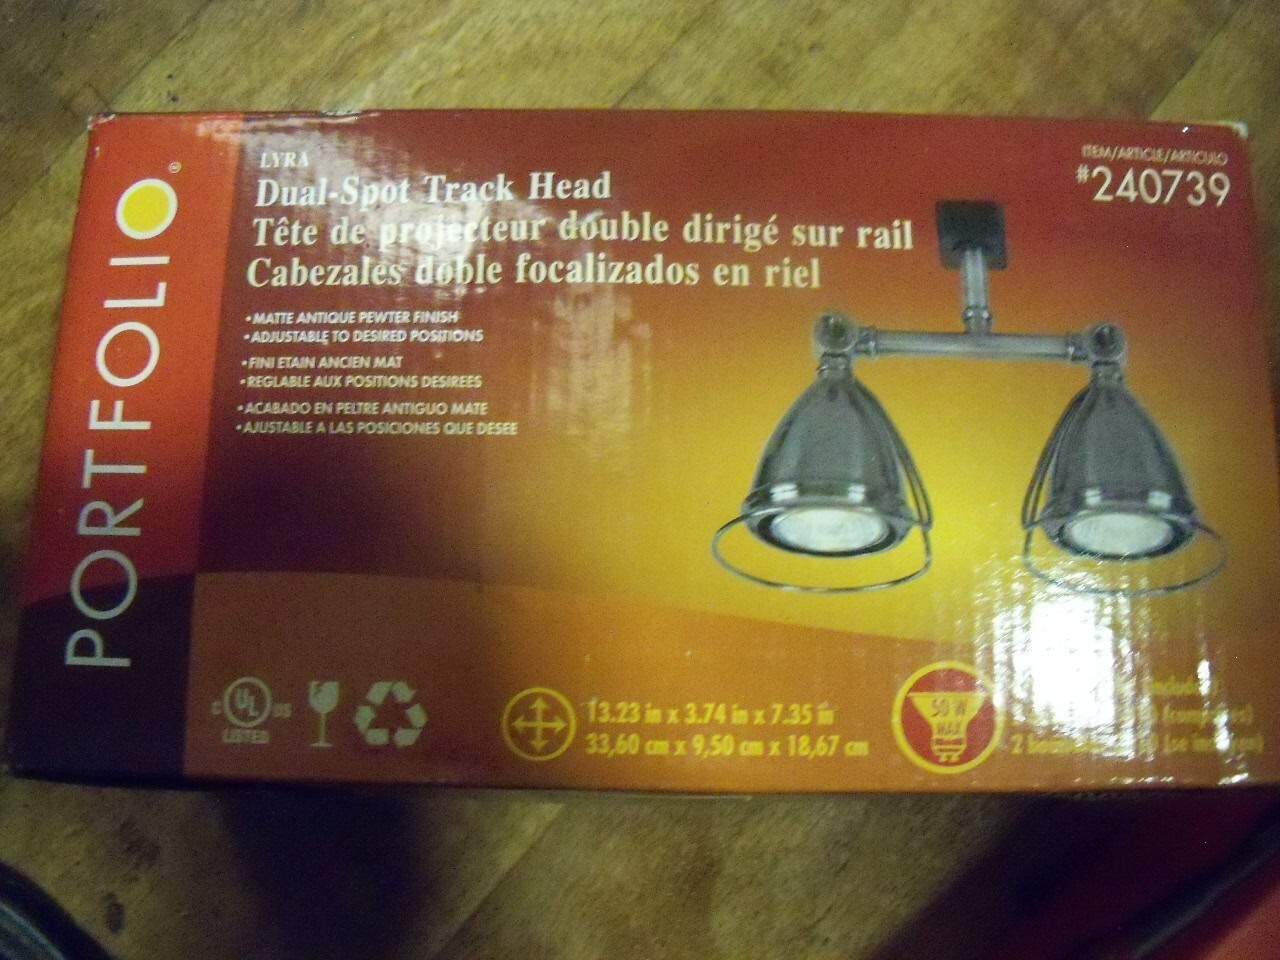 PORTFOLIO®
LYRA
Dual-Spot Track Head
Tête de projecteur double dirigé sur rail
Cabezales doble focalizados en riel
•MATTE ANTIQUE PEWTER FINISH
•ADJUSTABLE TO DESIRED POSITIONS
•FINI ETAIN ANCIEN MAT
•REGLABLE AUX POSITIONS DESIREES
•ACABADO EN PELTRE ANTIGUO MATE
•AJUSTABLE A LAS POSICIONES QUE DESEE
ITEM/ARTICLE/ARTICULO
#240739
C UL US
LISTED
13.23 in x 3.74 in x 7.35 in
33,60 cm x 9,50 cm x 18,67 cm
50 W
MAX
2